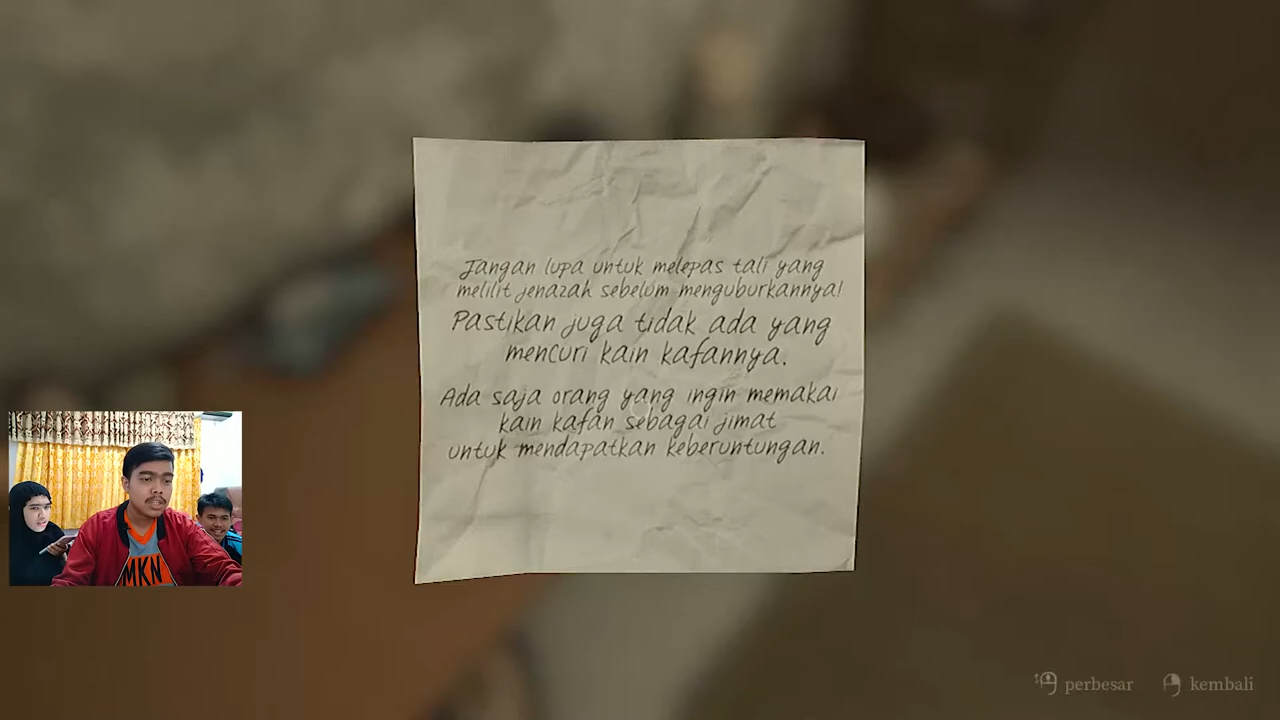 Jangan lupa untuk melepas tali yang
melilit jenazah sebelum menguburkannya!
Pastikan juga tidak ada yang
mencuri kain kafannya.
Ada saja orang yang ingin memakai
kain kafan sebagai jimat
untuk mendapatkan keberuntungan.
MKN
perbesar kembali